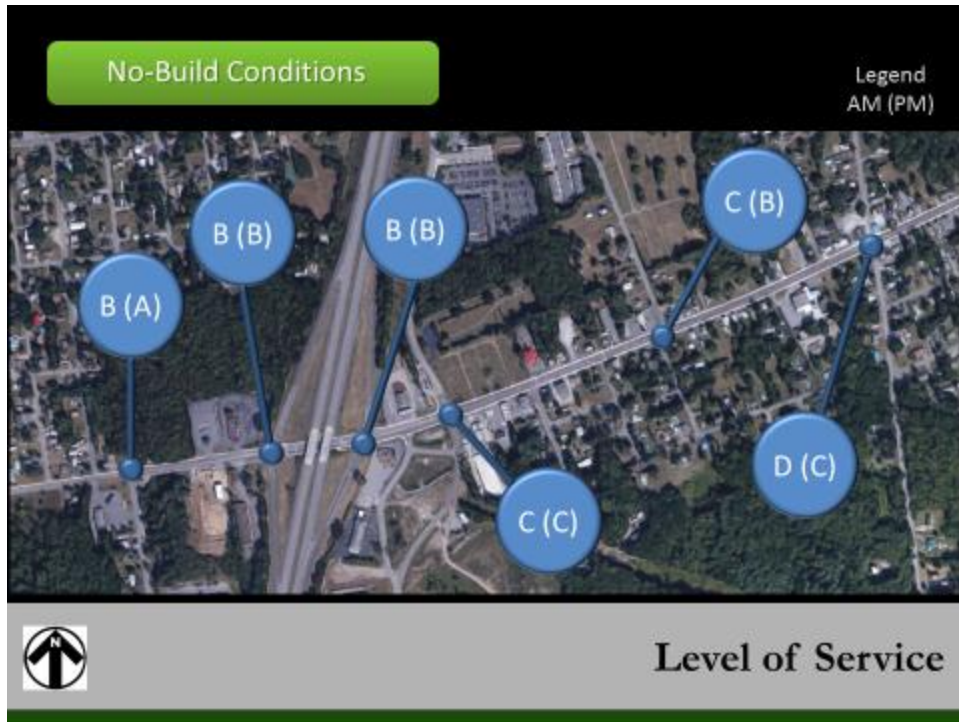 No-Build Conditions
Legend
AM (PM)
B (A)
B (B)
B (B)
C (B)
C (C)
D (C)
N
Level of Service